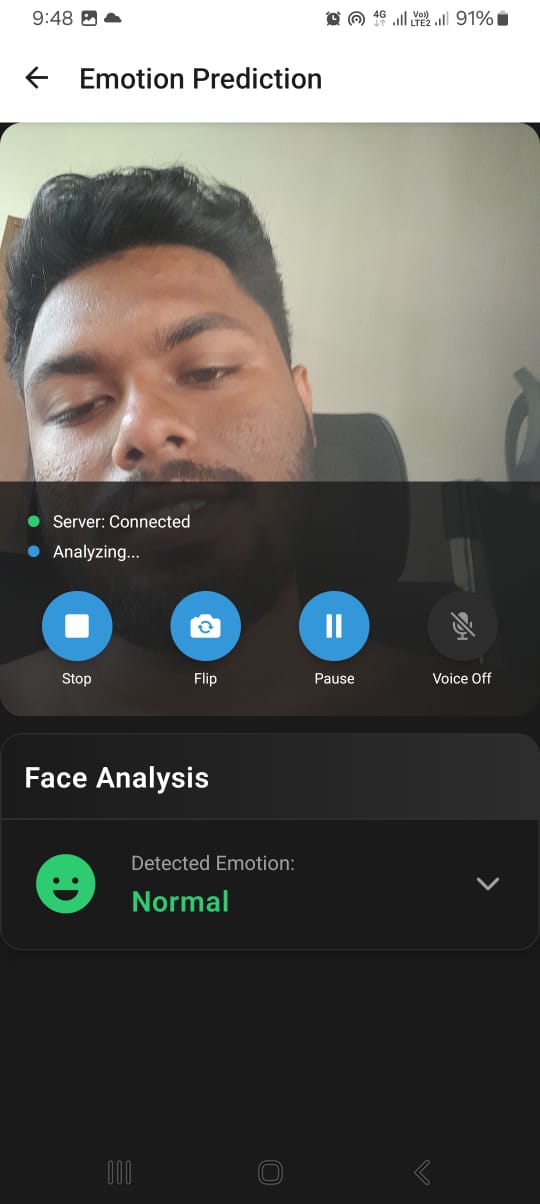 9:48 4G Vo)) LTE2 91%
Emotion Prediction
Server: Connected
Analyzing...
Stop Flip Pause Voice Off
Face Analysis
Detected Emotion:
Normal